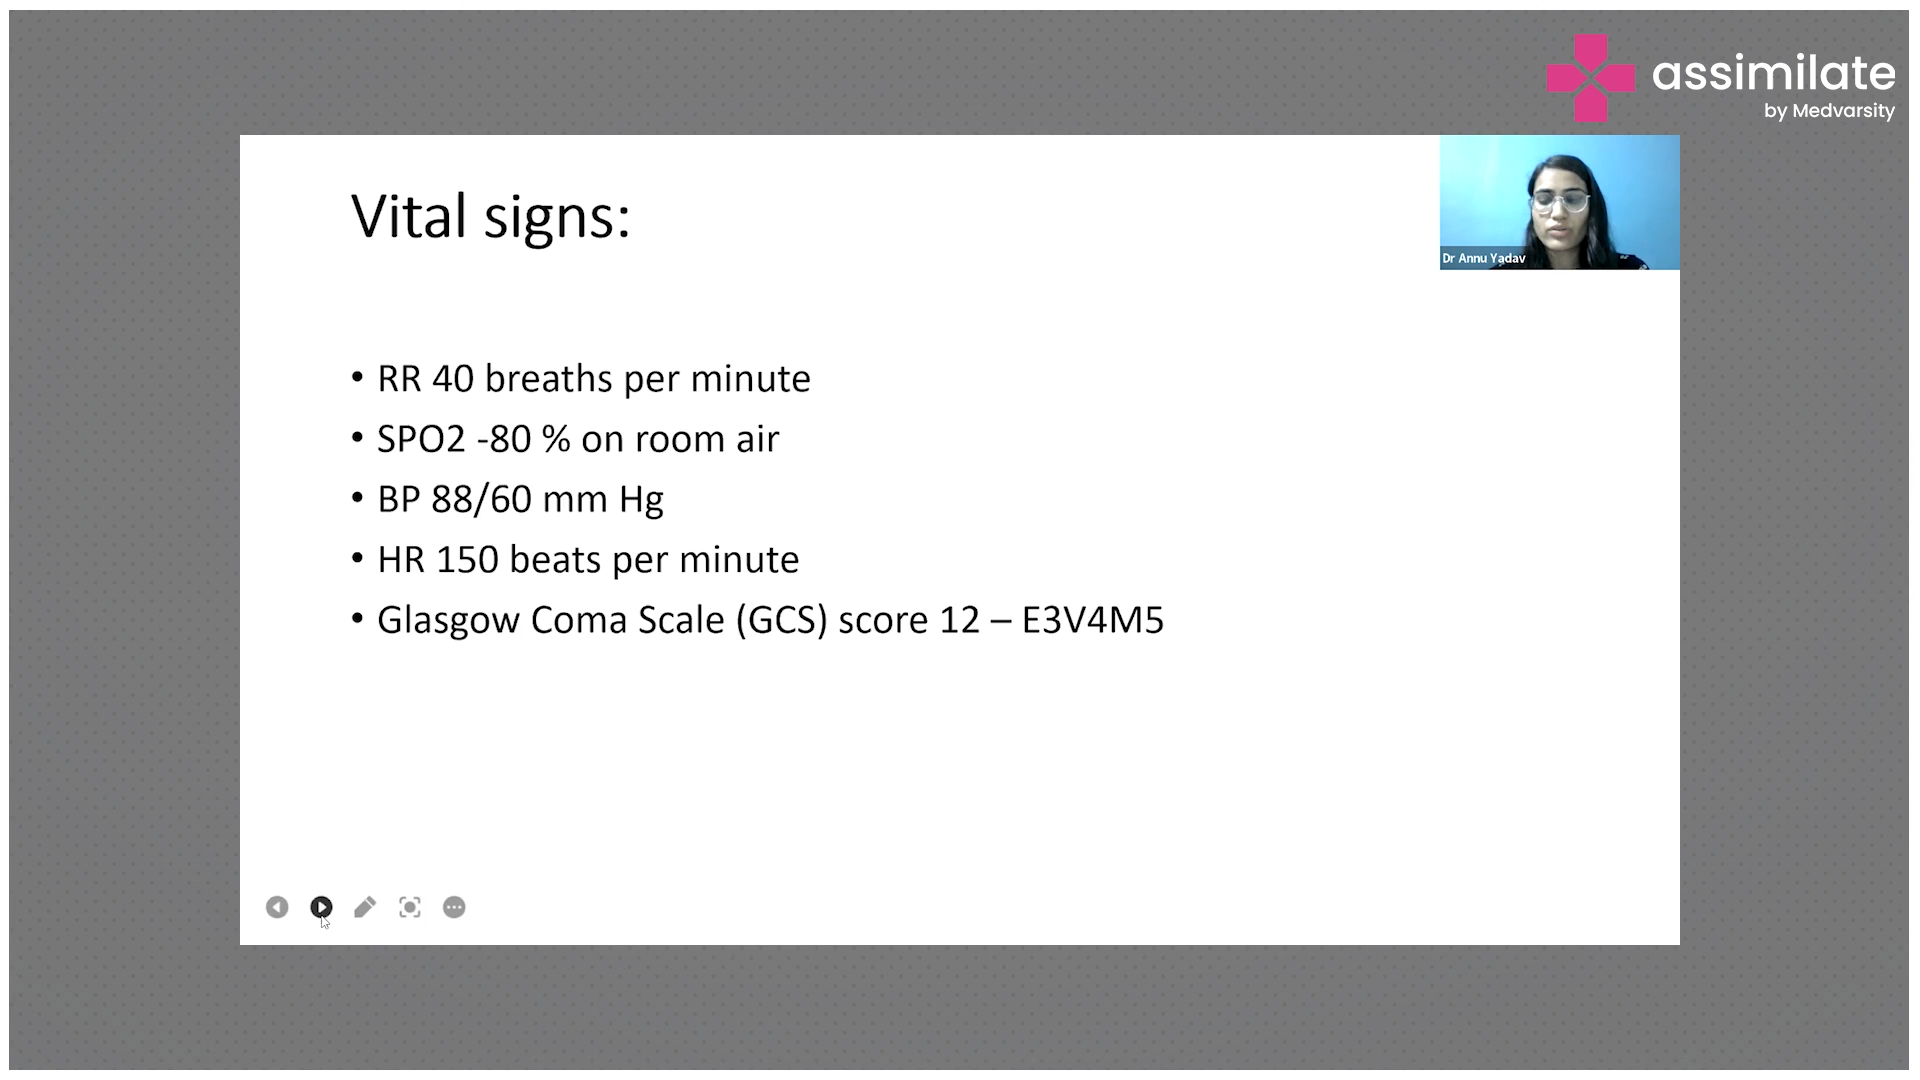 assimilate
by Medvarsity
Vital signs:
Dr Annu Yadav
• RR 40 breaths per minute
• SPO2 -80 % on room air
• BP 88/60 mm Hg
• HR 150 beats per minute
• Glasgow Coma Scale (GCS) score 12 – E3V4M5